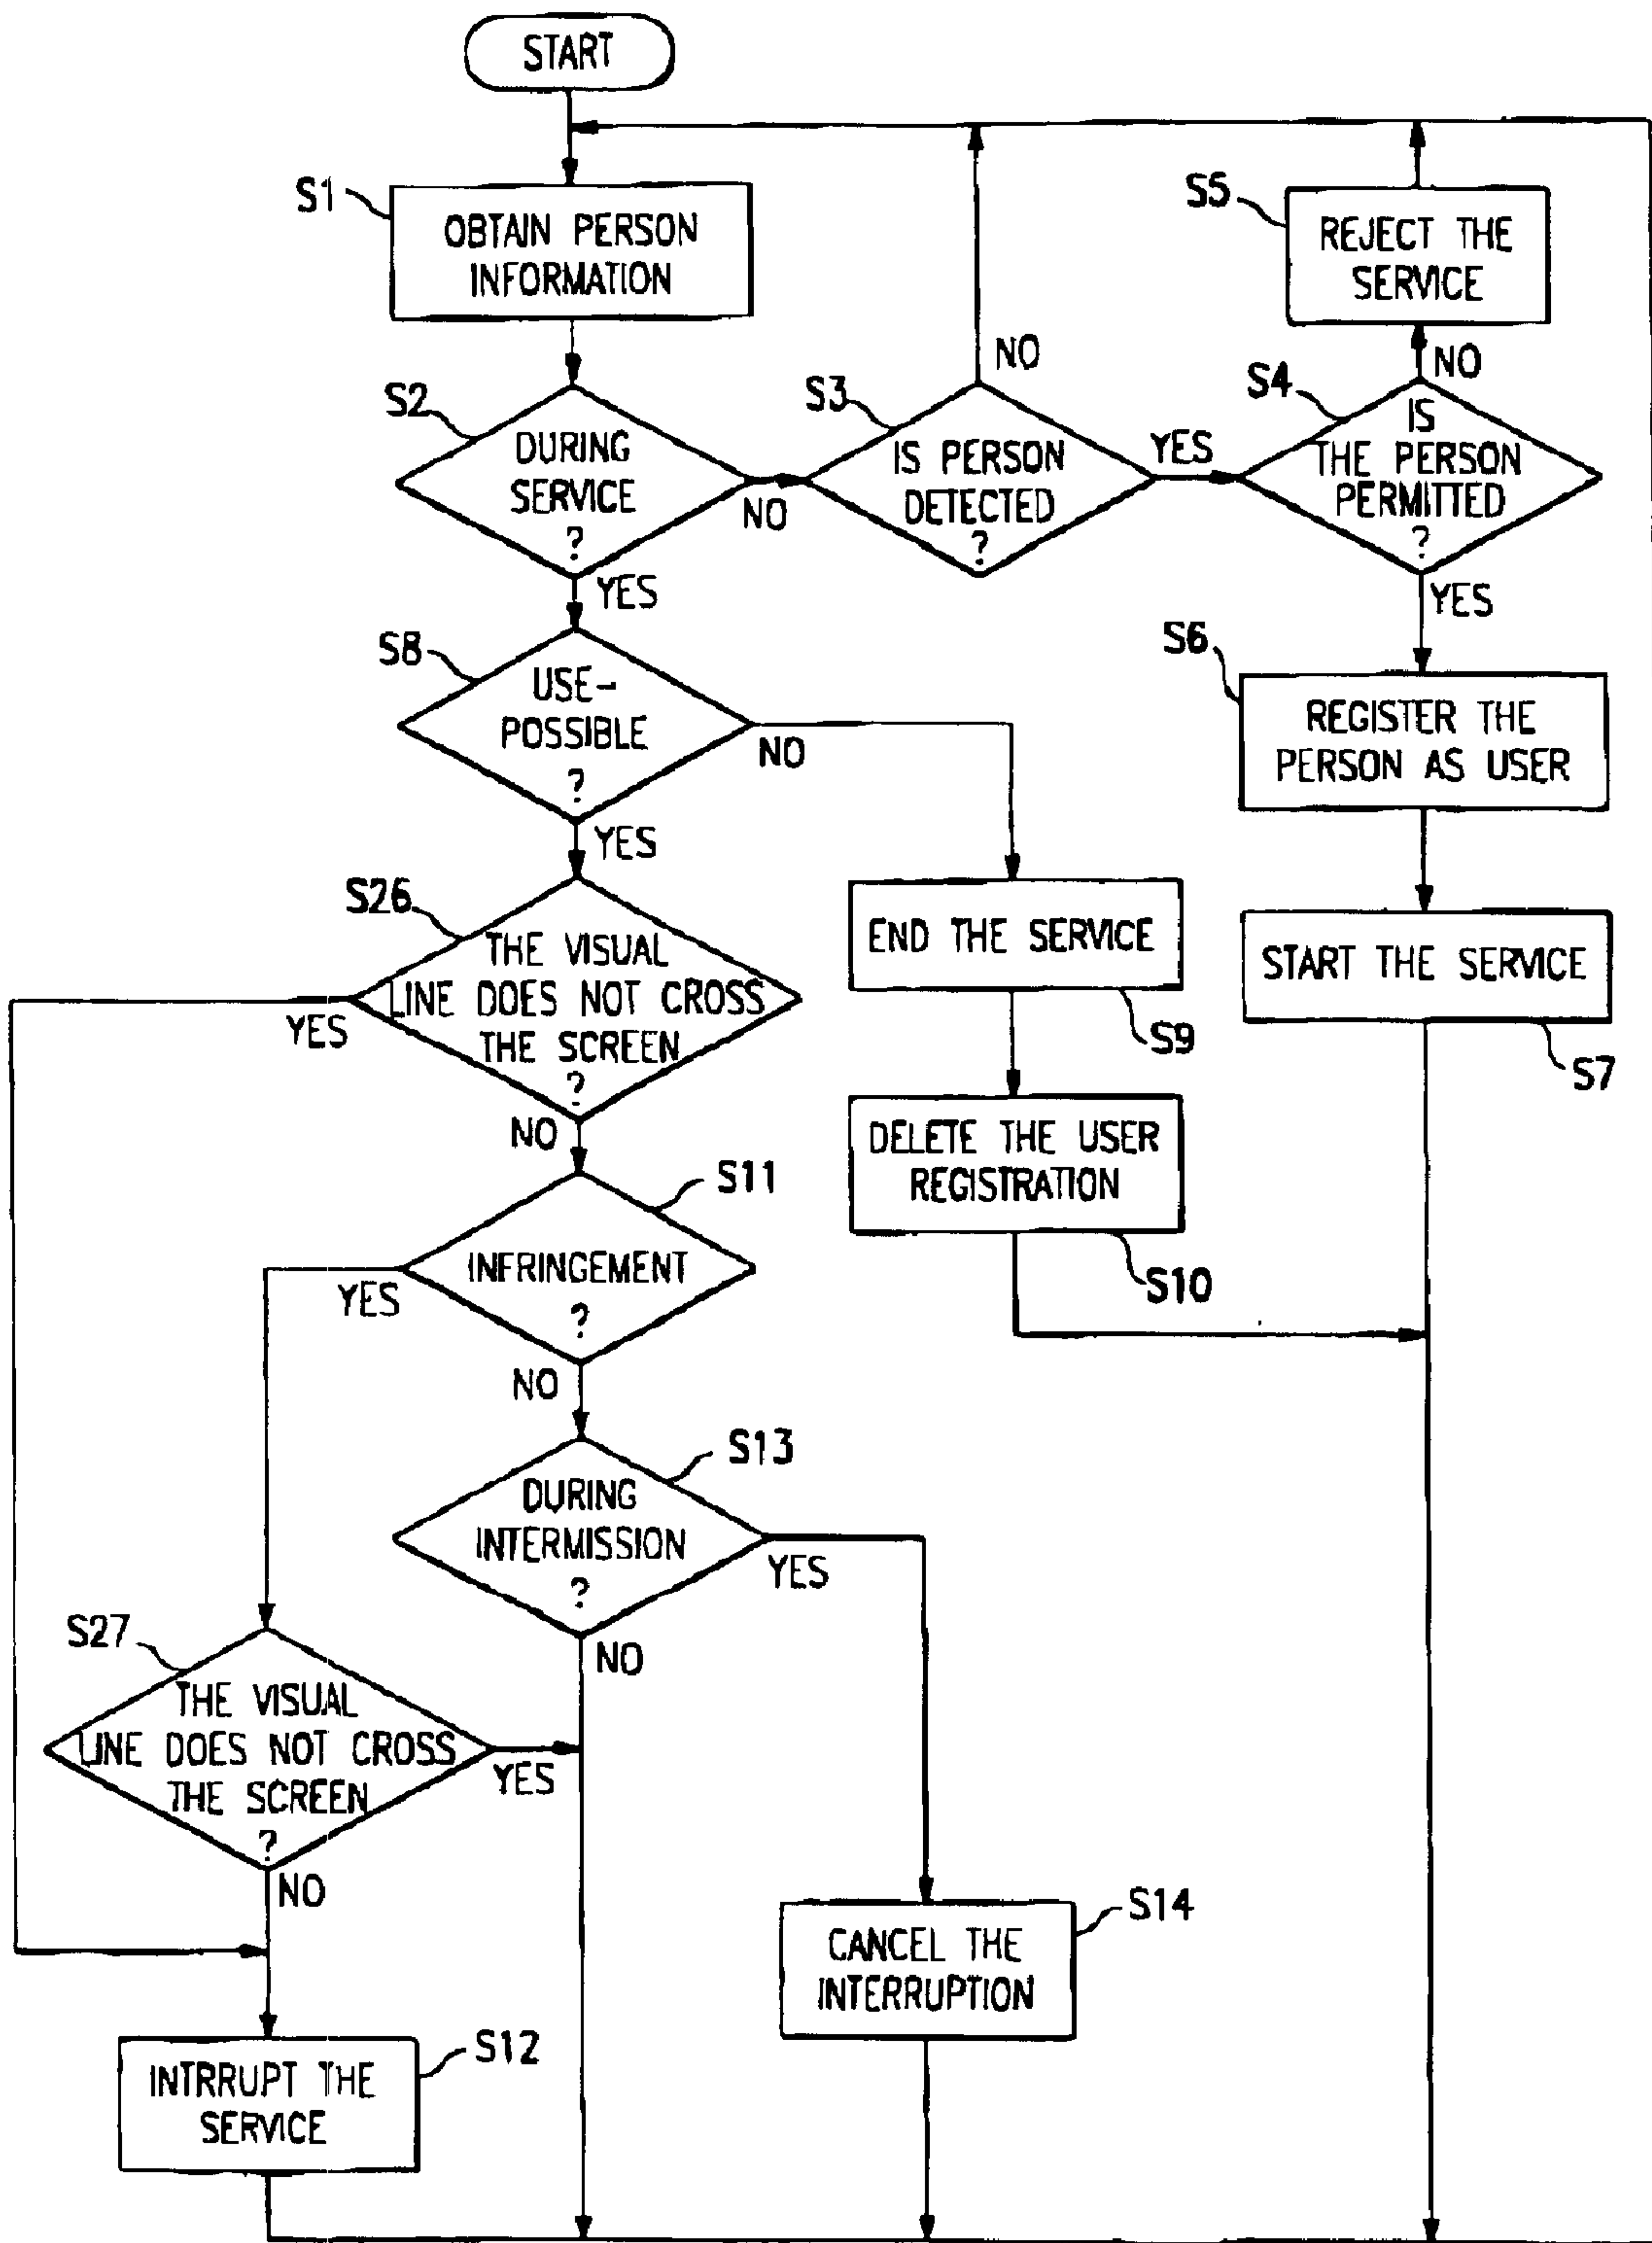 START
S1
OBTAIN PERSON
INFORMATION
S5
REJECT THE
SERVICE
S2
DURING
SERVICE
?
NO
YES
S3
IS PERSON
DETECTED
?
NO
YES
S4
IS
THE PERSON
PERMITTED
?
NO
YES
S6
REGISTER THE
PERSON AS USER
START THE SERVICE
S7
S8
USE-
POSSIBLE
?
NO
YES
END THE SERVICE
S9
DELETE THE USER
REGISTRATION
S10
S26
THE VISUAL
LINE DOES NOT CROSS
THE SCREEN
?
YES
NO
S11
INFRINGEMENT
?
YES
NO
S13
DURING
INTERMISSION
?
YES
NO
S27
THE VISUAL
LINE DOES NOT CROSS
THE SCREEN
?
YES
NO
S14
CANCEL THE
INTERRUPTION
S12
INTRRUPT THE
SERVICE